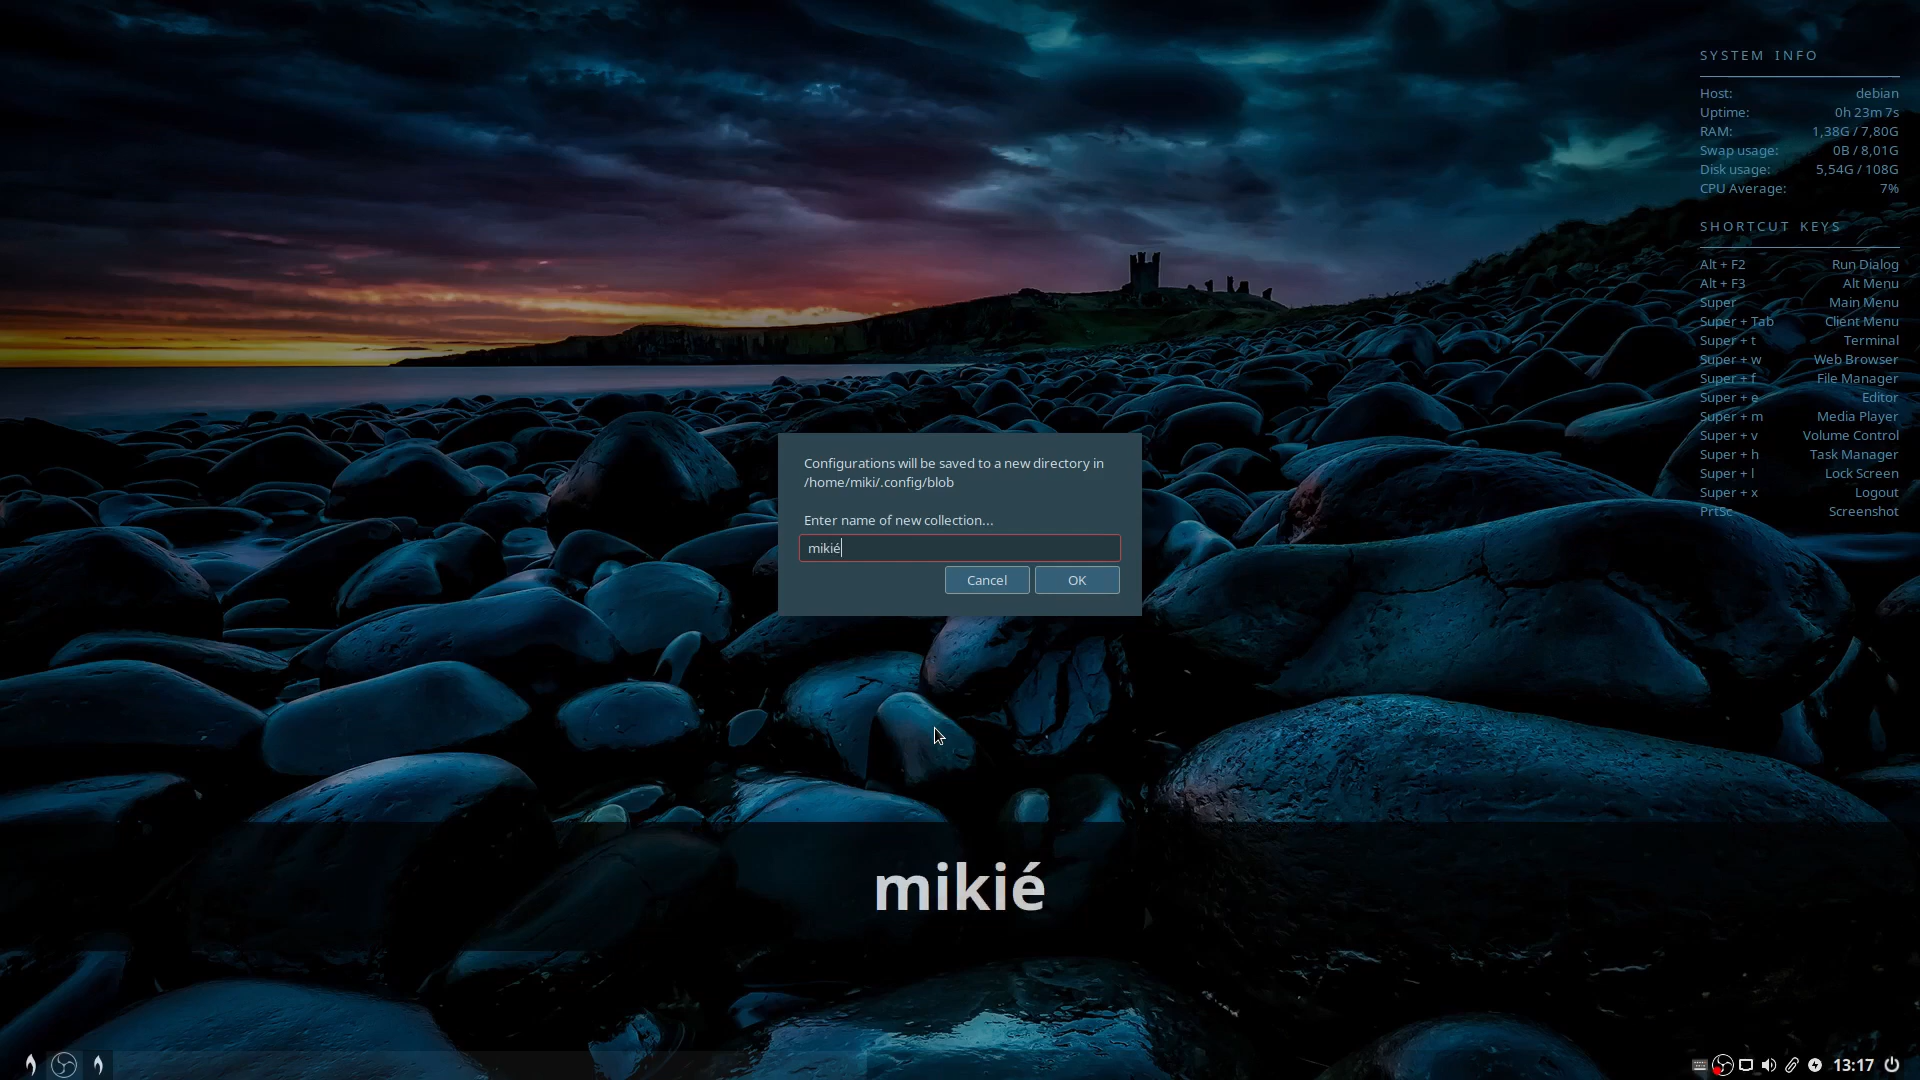 SYSTEM INFO
Host: debian
Uptime: 0h 23m 7s
RAM: 1,38G / 7,80G
Swap usage: 0B / 8,01G
Disk usage: 5,54G / 108G
CPU Average: 7%
SHORTCUT KEYS
Alt + F2 Run Dialog
Alt + F3 Alt Menu
Super Main Menu
Super + Tab Client Menu
Super + t Terminal
Super + w Web Browser
Super + f File Manager
Super + e Editor
Super + m Media Player
Super + v Volume Control
Super + h Task Manager
Super + l Lock Screen
Super + x Logout
PrtSc Screenshot
Configurations will be saved to a new directory in
/home/miki/.config/blob
Enter name of new collection...
mikié
Cancel OK
mikié
13:17